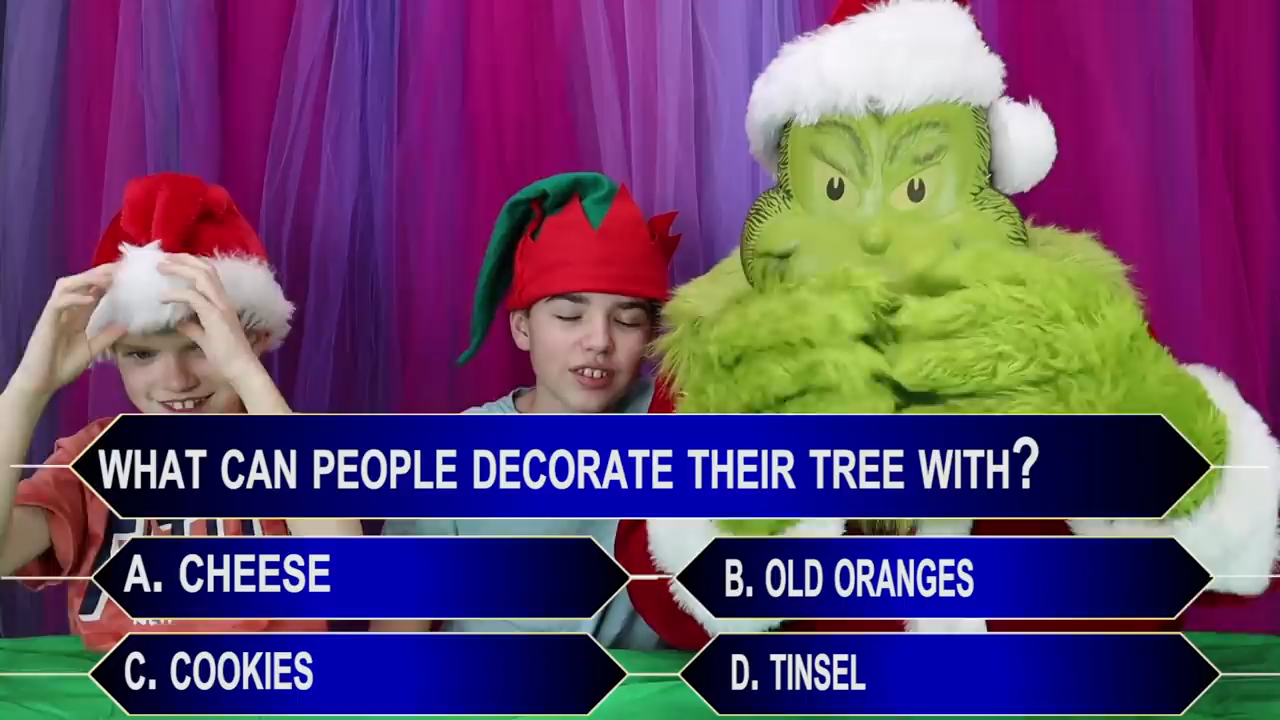 WHAT CAN PEOPLE DECORATE THEIR TREE WITH?
A. CHEESE
B. OLD ORANGES
C. COOKIES
D. TINSEL